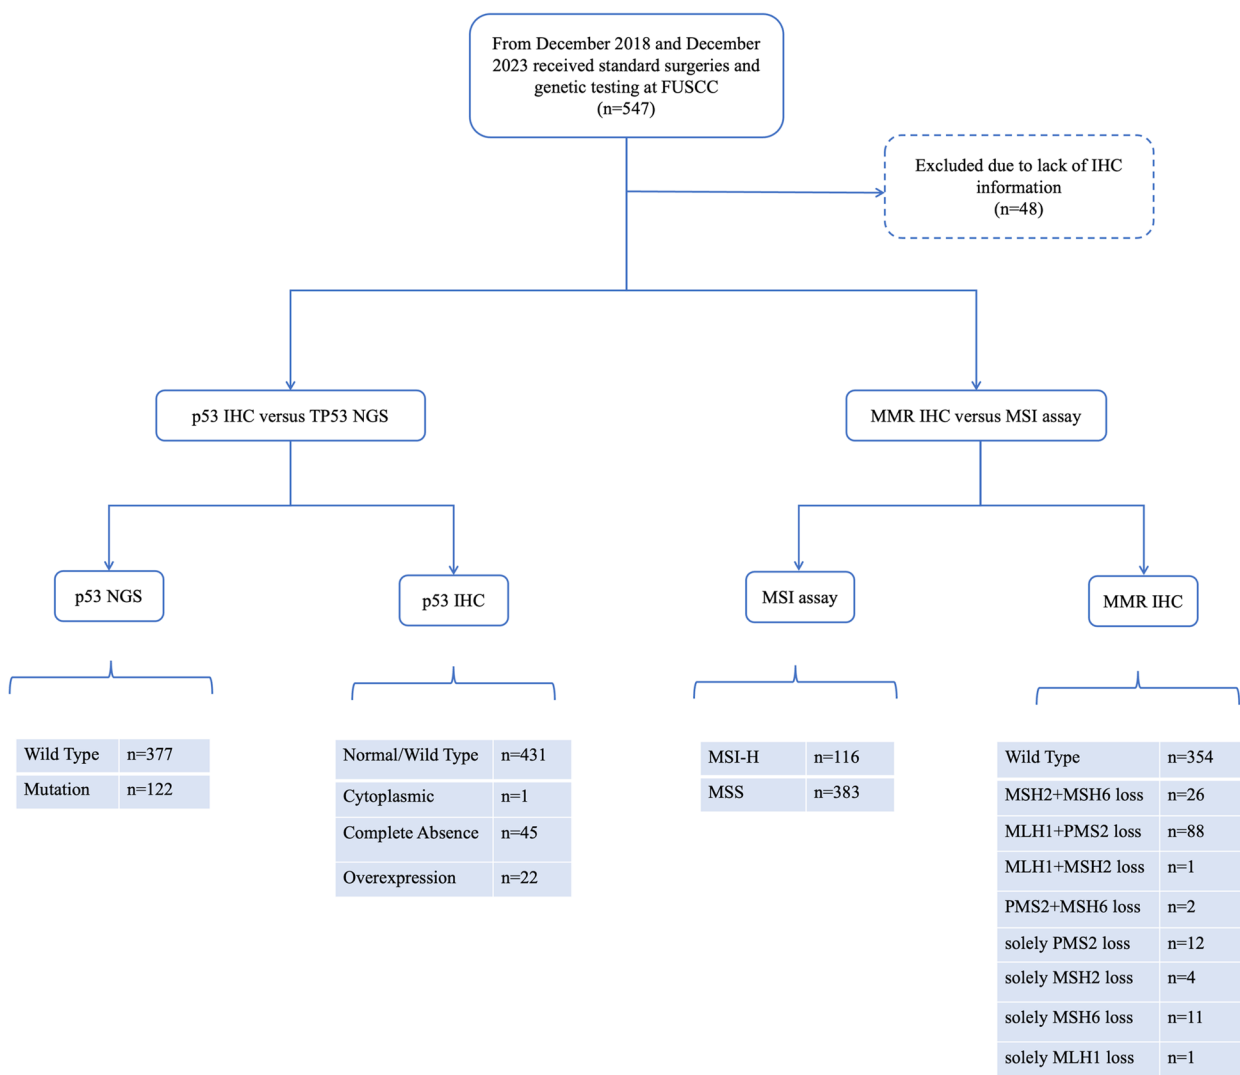 From December 2018 and December
2023 received standard surgeries and
genetic testing at FUSCC
(n=547)
Excluded due to lack of IHC
information
(n=48)
p53 IHC versus TP53 NGS
MMR IHC versus MSI assay
p53 NGS
p53 IHC
MSI assay
MMR IHC
Wild Type n=377
Mutation n=122
Normal/Wild Type n=431
Cytoplasmic n=1
Complete Absence n=45
Overexpression n=22
MSI-H n=116
MSS n=383
Wild Type n=354
MSH2+MSH6 loss n=26
MLH1+PMS2 loss n=88
MLH1+MSH2 loss n=1
PMS2+MSH6 loss n=2
solely PMS2 loss n=12
solely MSH2 loss n=4
solely MSH6 loss n=11
solely MLH1 loss n=1